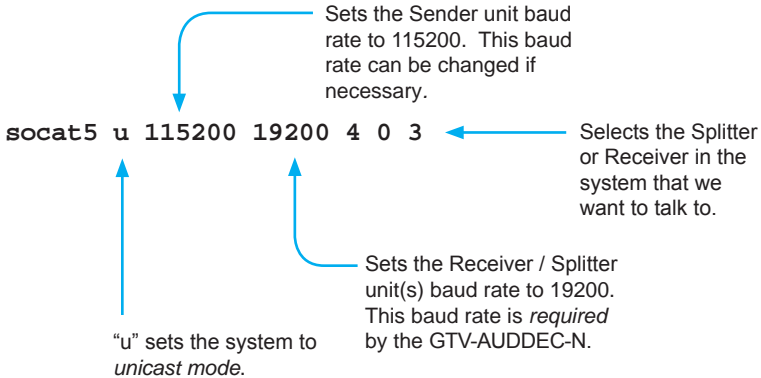 Sets the Sender unit baud
rate to 115200.  This baud
rate can be changed if
necessary.
socat5 u 115200 19200 4 0 3
Selects the Splitter
or Receiver in the
system that we
want to talk to.
Sets the Receiver / Splitter
unit(s) baud rate to 19200.
This baud rate is required
by the GTV-AUDDEC-N.
“u” sets the system to
unicast mode.